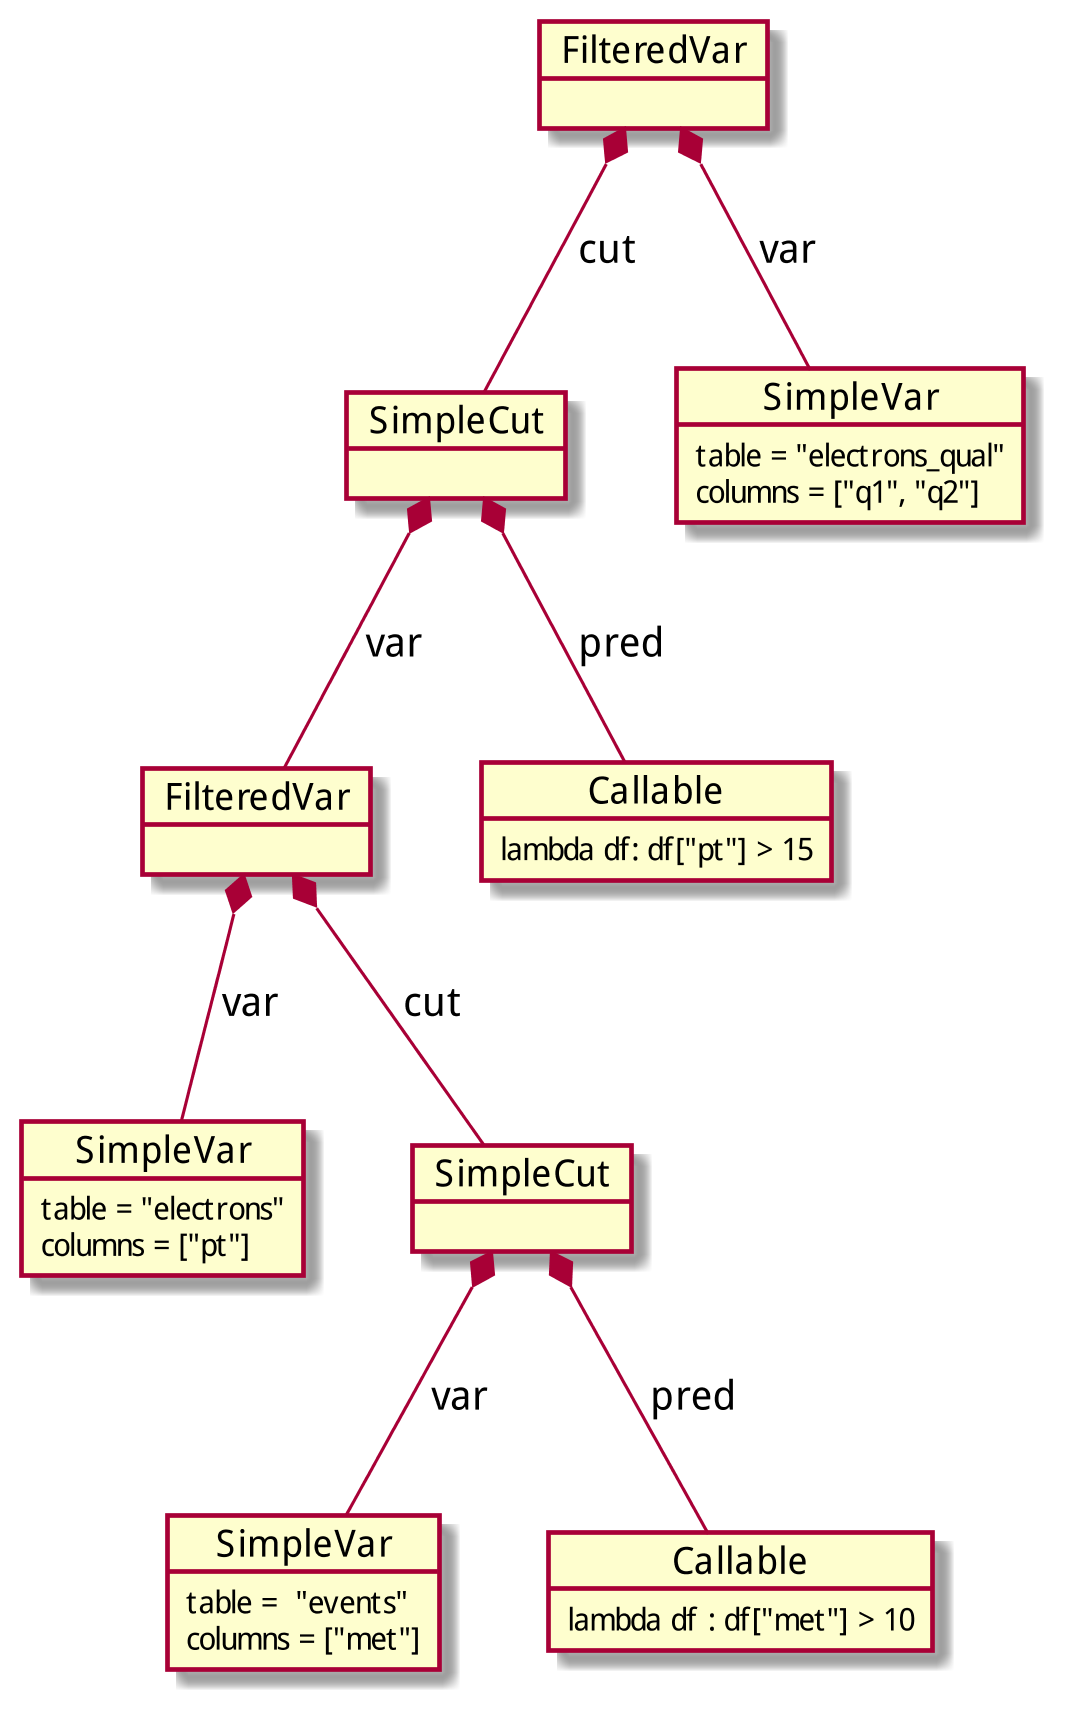 FilteredVar
cut
var
SimpleCut
SimpleVar
table = "electrons_qual"
columns = ["q1", "q2"]
var
pred
FilteredVar
Callable
lambda df: df["pt"] > 15
var
cut
SimpleVar
table = "electrons"
columns = ["pt"]
SimpleCut
var
pred
SimpleVar
table =  "events"
columns = ["met"]
Callable
lambda df : df["met"] > 10